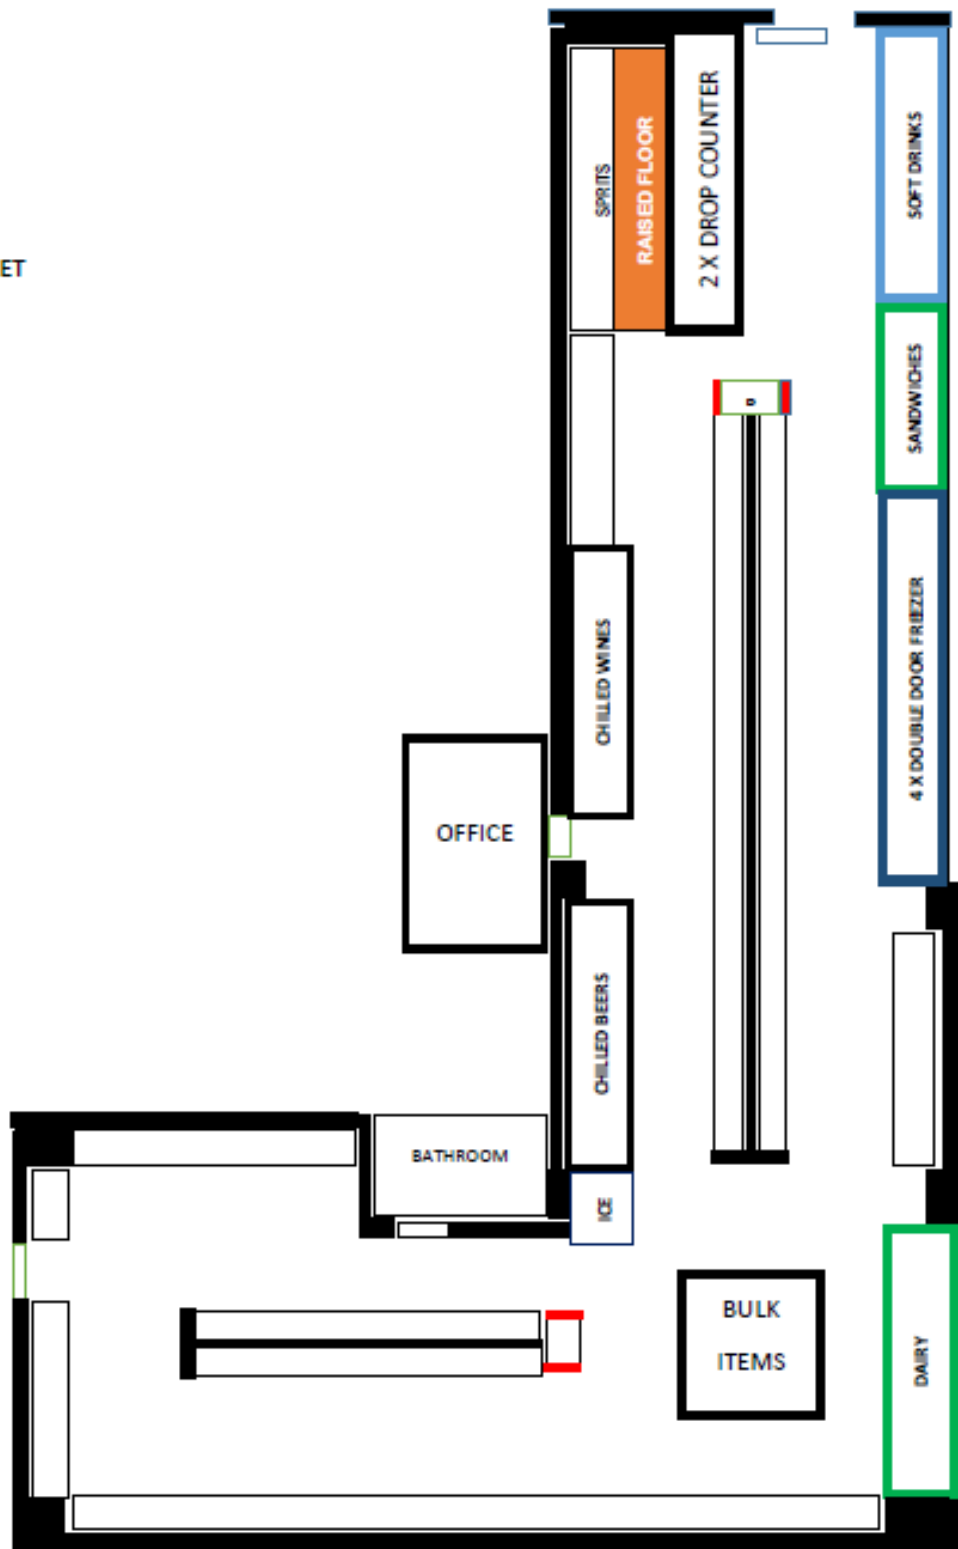 SPRITS
RAISED FLOOR
2 X DROP COUNTER
SOFT DRINKS
ET
SANDWICHES
4 X DOUBLE DOOR FREEZER
CHILLED WINES
OFFICE
CHILLED BEERS
BATHROOM
ICE
BULK
ITEMS
DAIRY